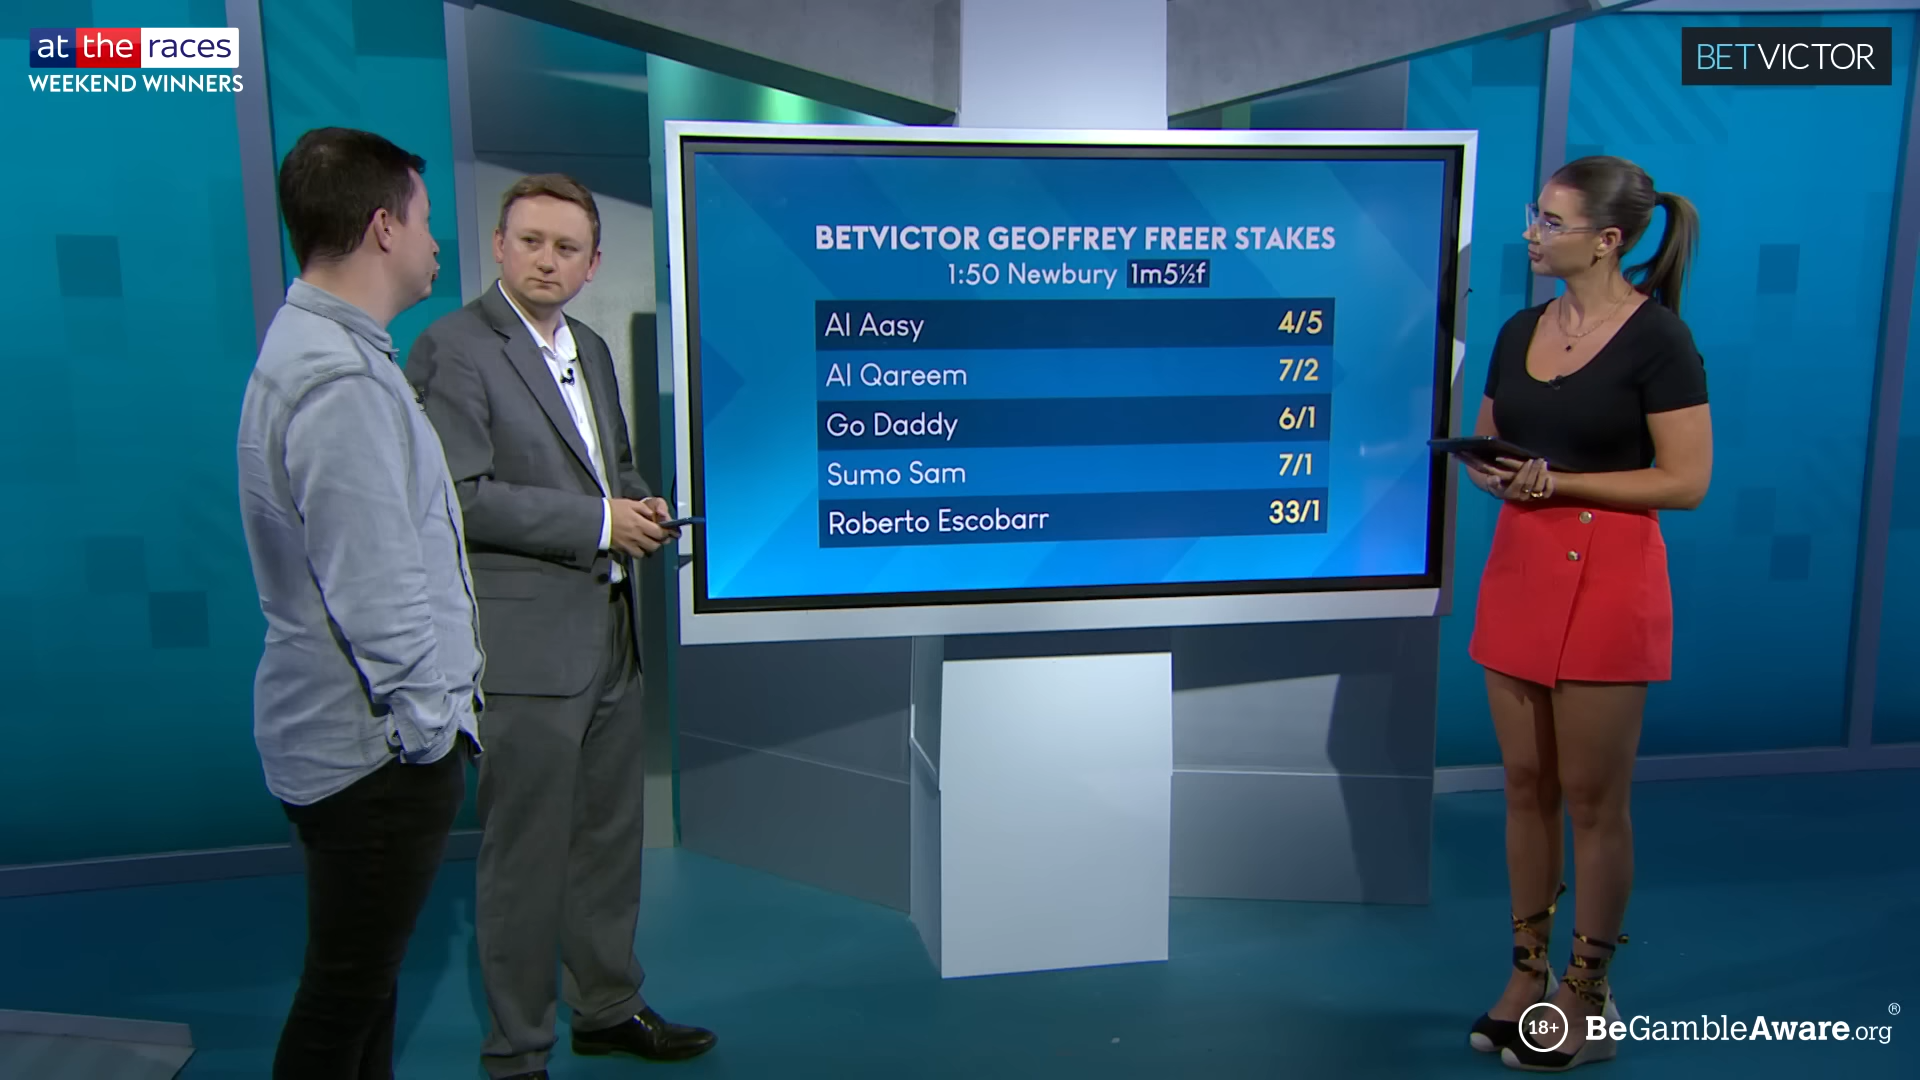 at the races
WEEKEND WINNERS
BETVICTOR
BETVICTOR GEOFFREY FREER STAKES
1:50 Newbury 1m5½f
Al Aasy 4/5
Al Qareem 7/2
Go Daddy 6/1
Sumo Sam 7/1
Roberto Escobarr 33/1
18+ BeGambleAware.org®